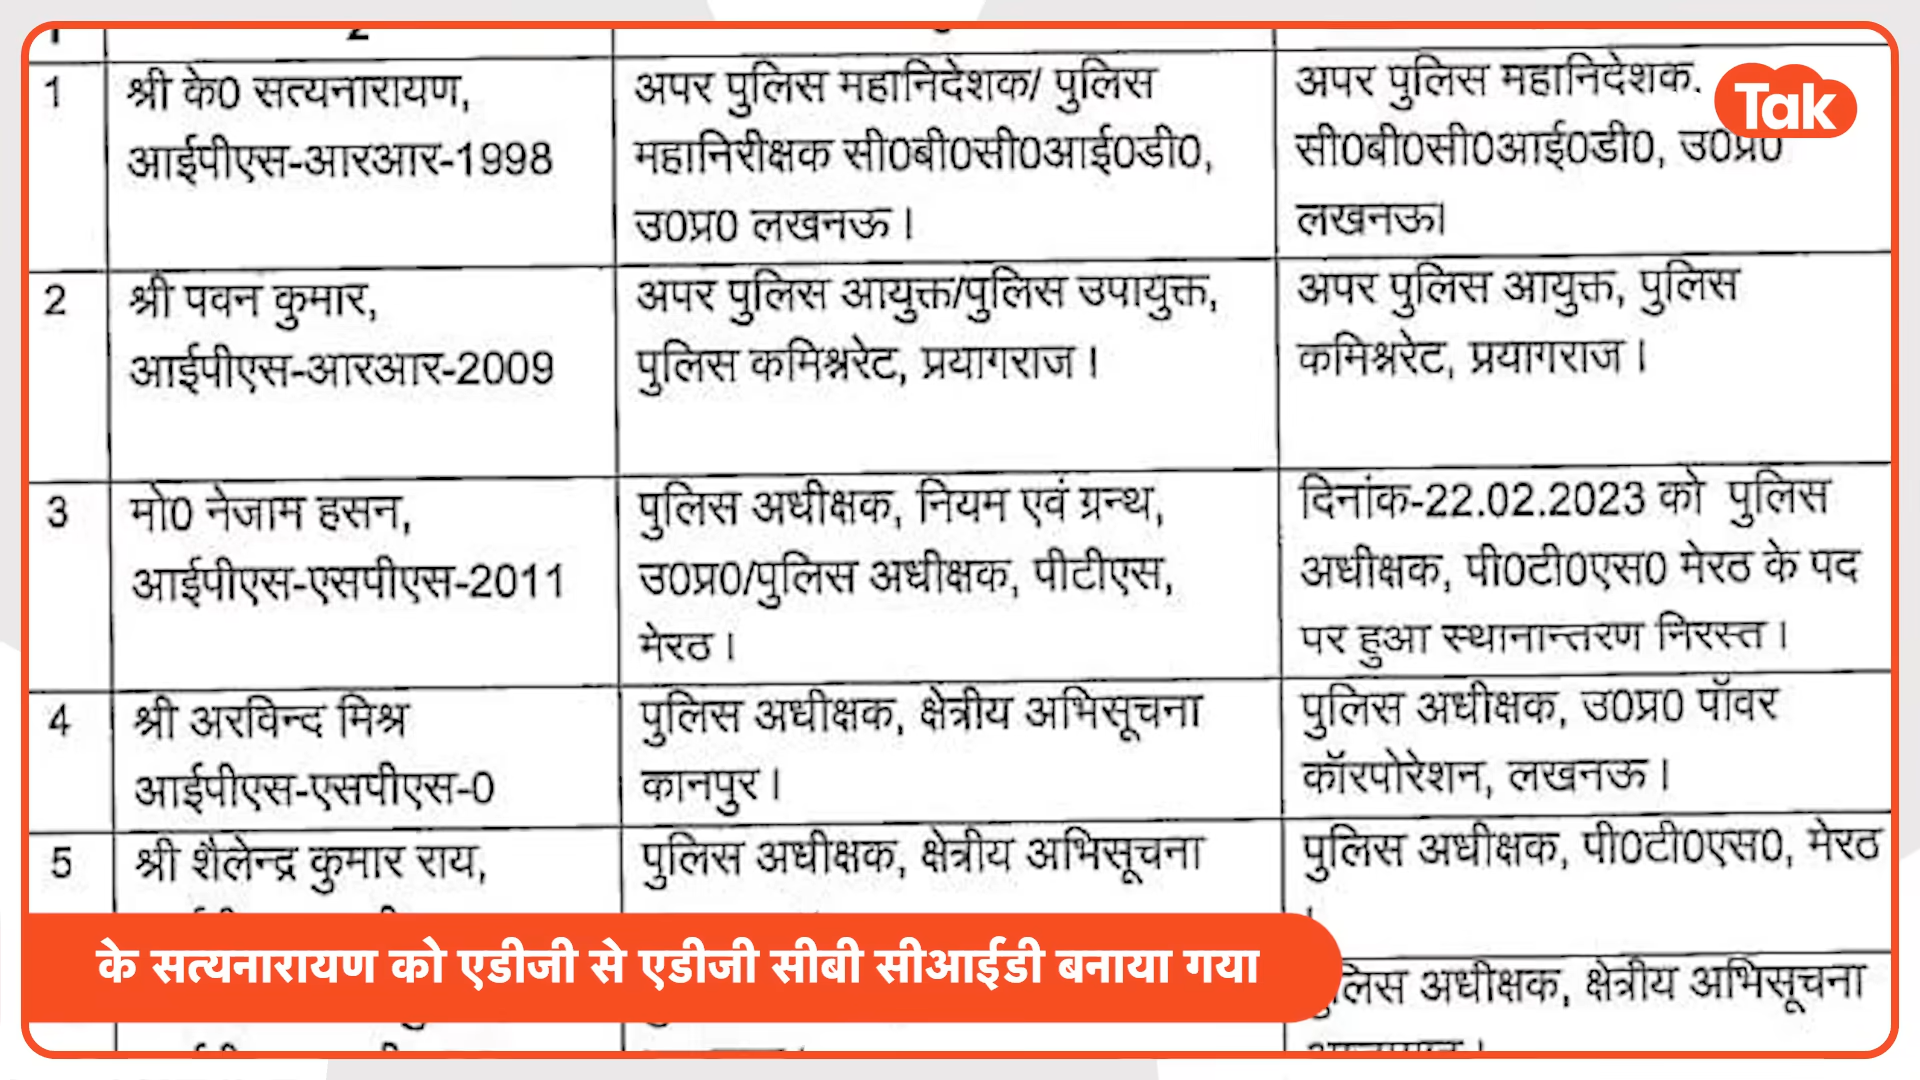 1
श्री के0 सत्यनारायण,
आईपीएस-आरआर-1998
अपर पुलिस महानिदेशक/ पुलिस
महानिरीक्षक सी0बी0सी0आई0डी0,
उ0प्र0 लखनऊ।
अपर पुलिस महानिदेशक.
सी0बी0सी0आई0डी0, उ0प्र0
लखनऊ।
Tak
2
श्री पवन कुमार,
आईपीएस-आरआर-2009
अपर पुलिस आयुक्त/पुलिस उपायुक्त,
पुलिस कमिश्नरेट, प्रयागराज।
अपर पुलिस आयुक्त, पुलिस
कमिश्नरेट, प्रयागराज।
3
मो0 नेजाम हसन,
आईपीएस-एसपीएस-2011
पुलिस अधीक्षक, नियम एवं ग्रन्थ,
उ0प्र0/पुलिस अधीक्षक, पीटीएस,
मेरठ।
दिनांक-22.02.2023 को पुलिस
अधीक्षक, पी0टी0एस0 मेरठ के पद
पर हुआ स्थानान्तरण निरस्त।
4
श्री अरविन्द मिश्र
आईपीएस-एसपीएस-0
पुलिस अधीक्षक, क्षेत्रीय अभिसूचना
कानपुर।
पुलिस अधीक्षक, उ0प्र0 पॉवर
कॉरपोरेशन, लखनऊ।
5
श्री शैलेन्द्र कुमार राय,
पुलिस अधीक्षक, क्षेत्रीय अभिसूचना
पुलिस अधीक्षक, पी0टी0एस0, मेरठ
।
के सत्यनारायण को एडीजी से एडीजी सीबी सीआईडी बनाया गया
पुलिस अधीक्षक, क्षेत्रीय अभिसूचना